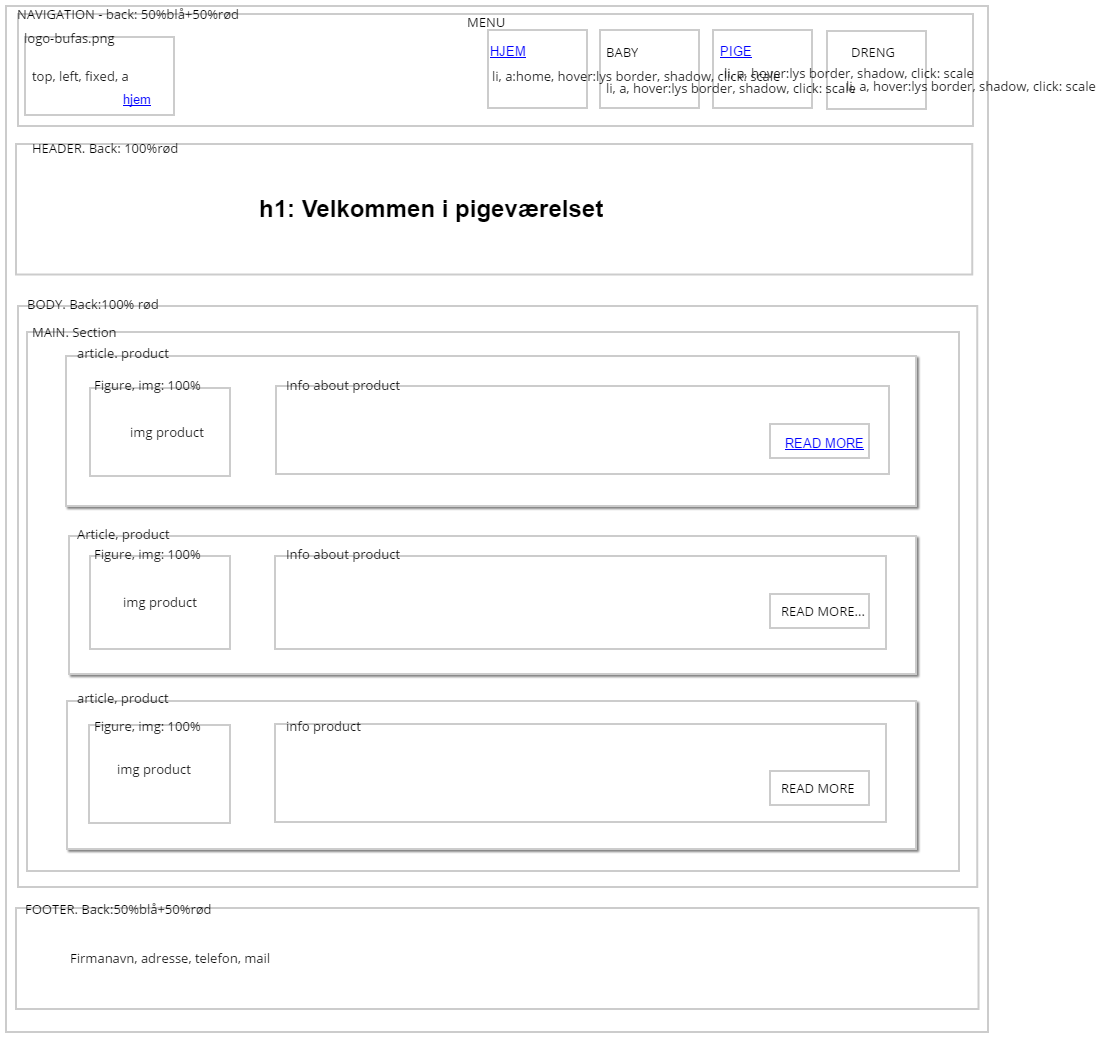 NAVIGATION - back: 50%blå+50%rød
MENU
logo-bufas.png
top, left, fixed, a
hjem
HJEM
BABY
PIGE
DRENG
li, a:home, hover:lys border, shadow, click: scale
li, a, hover:lys border, shadow, click: scale
li, a, hover:lys border, shadow, click: scale
li, a, hover:lys border, shadow, click: scale
HEADER. Back: 100%rød
h1: Velkommen i pigeværelset
BODY. Back:100% rød
MAIN. Section
article. product
Figure, img: 100%
Info about product
img product
READ MORE
Article, product
Figure, img: 100%
Info about product
img product
READ MORE...
article, product
Figure, img: 100%
info product
img product
READ MORE
FOOTER. Back:50%blå+50%rød
Firmanavn, adresse, telefon, mail